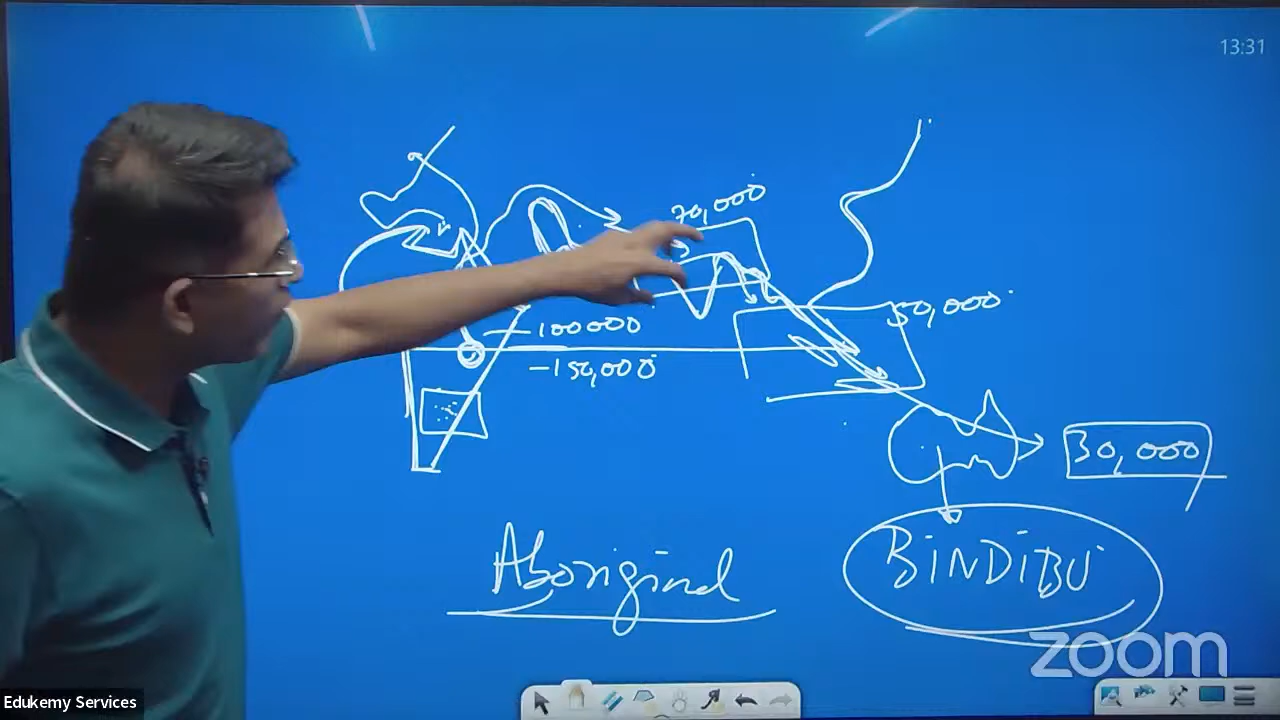 13:31
70,000
50,000
-100000
-150,000
30,000
Aboriginal
BINDIBU
zoom
Edukemy Services